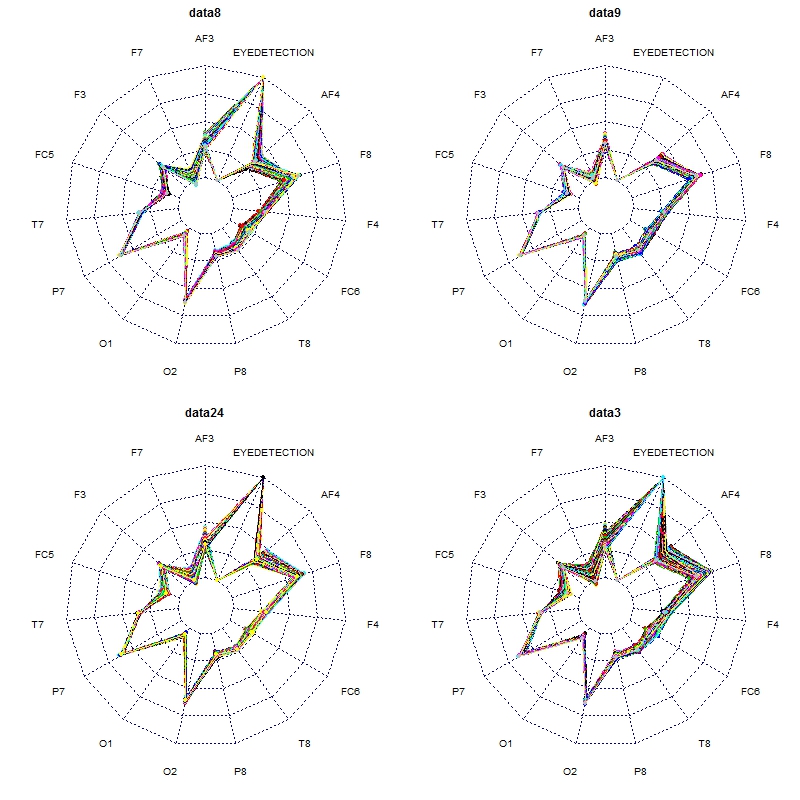 data8
AF3
F7
EYEDETECTION
F3
AF4
FC5
F8
T7
F4
P7
FC6
O1
T8
O2
P8
data9
AF3
F7
EYEDETECTION
F3
AF4
FC5
F8
T7
F4
P7
FC6
O1
T8
O2
P8
data24
AF3
F7
EYEDETECTION
F3
AF4
FC5
F8
T7
F4
P7
FC6
O1
T8
O2
P8
data3
AF3
F7
EYEDETECTION
F3
AF4
FC5
F8
T7
F4
P7
FC6
O1
T8
O2
P8